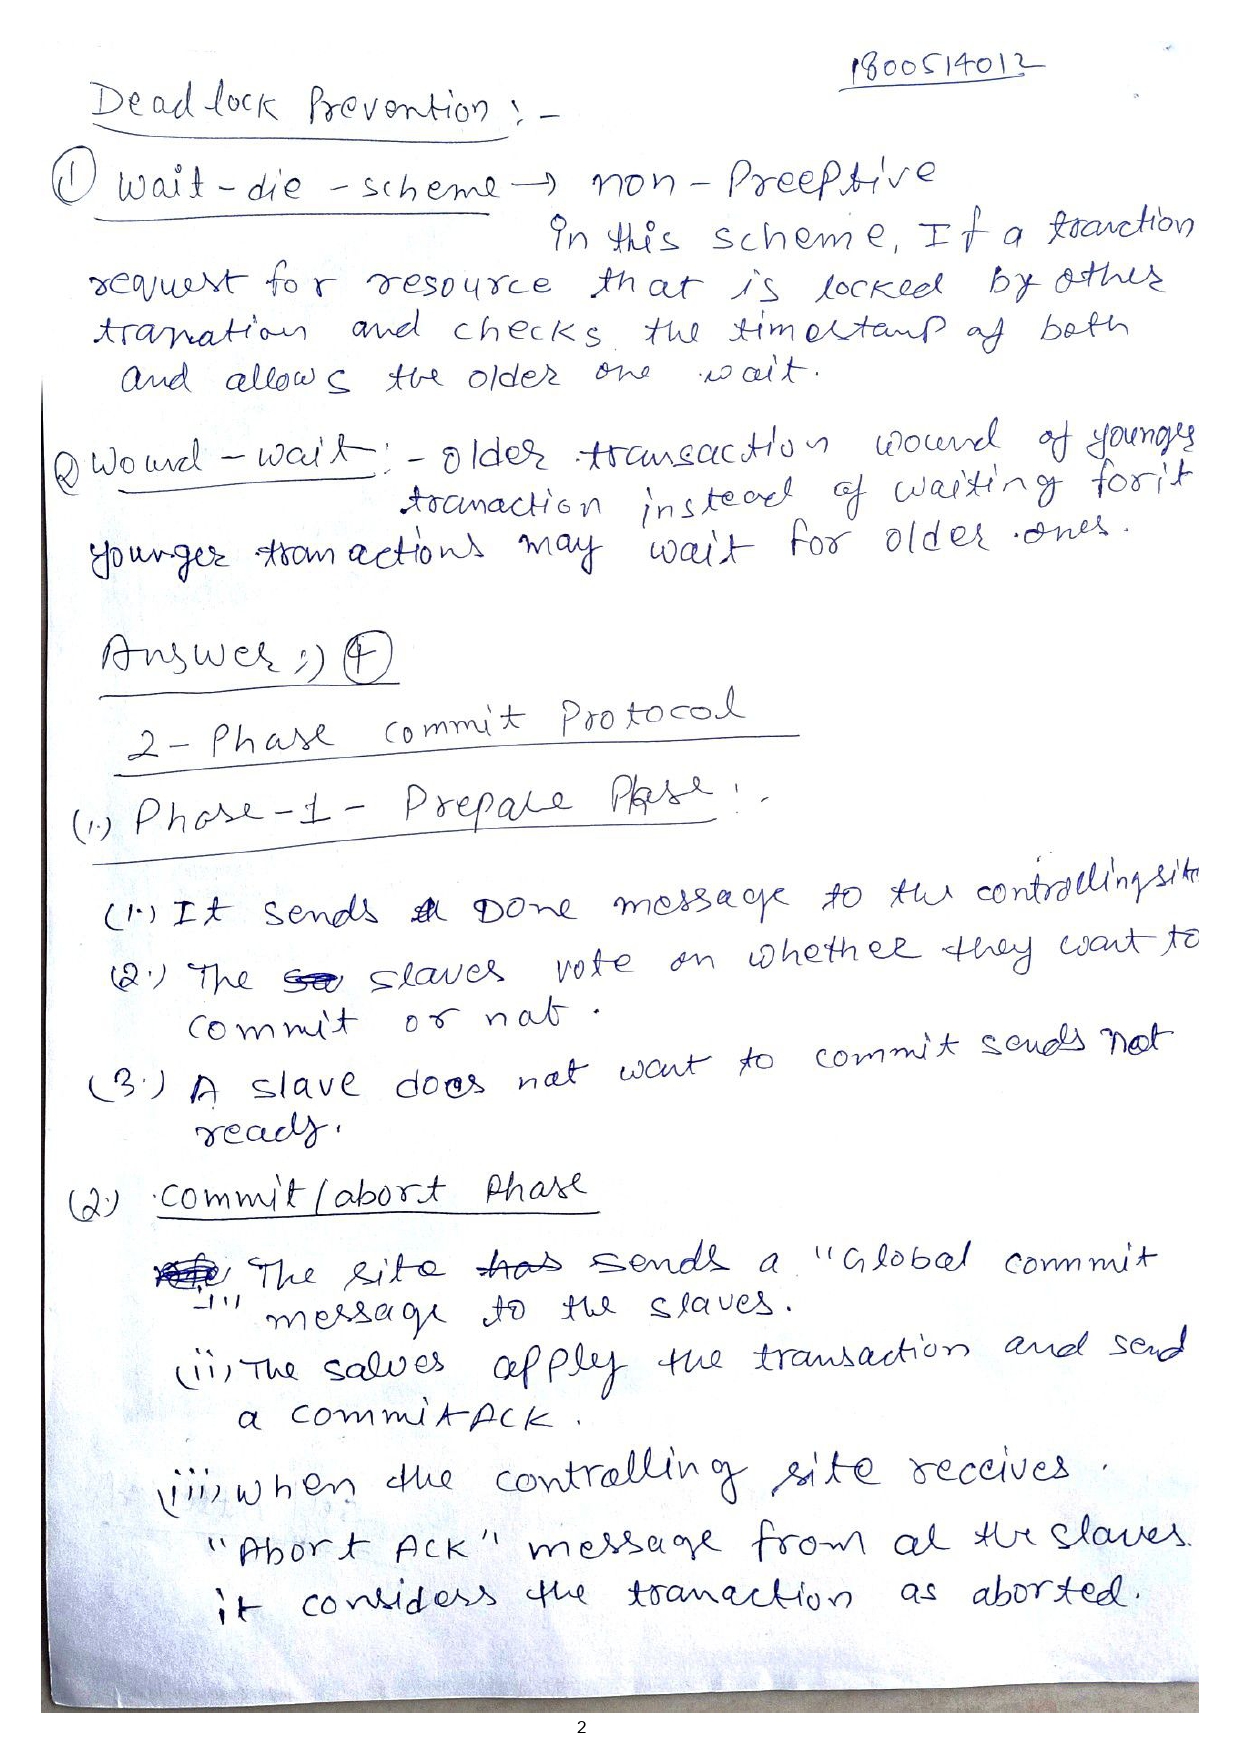 1800514012
Deadlock Prevention :-
① wait-die-scheme → non-Preeptive
in this scheme, If a tranction
request for resource that is locked by other
tranation and checks the timestamp of both
and allows the older one wait.
② Wound-wait :- older transaction wound of younger
tranaction instead of waiting for it
younger tranactions may wait for older ones.
Answer :) ④
2-Phase commit Protocol
(1.) Phase-1- Prepare Phase :-
(1.) It sends a Done message to the controlling site
(2.) The slaves vote on whether they want to
commit or not.
(3.) A slave does not want to commit sends not
ready.
(2.) commit/abort Phase
The site has sends a "Global commit
message to the slaves.
(ii) The salves apply the transaction and send
a commit ACK.
(iii) when the controlling site receives.
"Abort ACK" message from al the slaves.
it considess the tranaction as aborted.
2